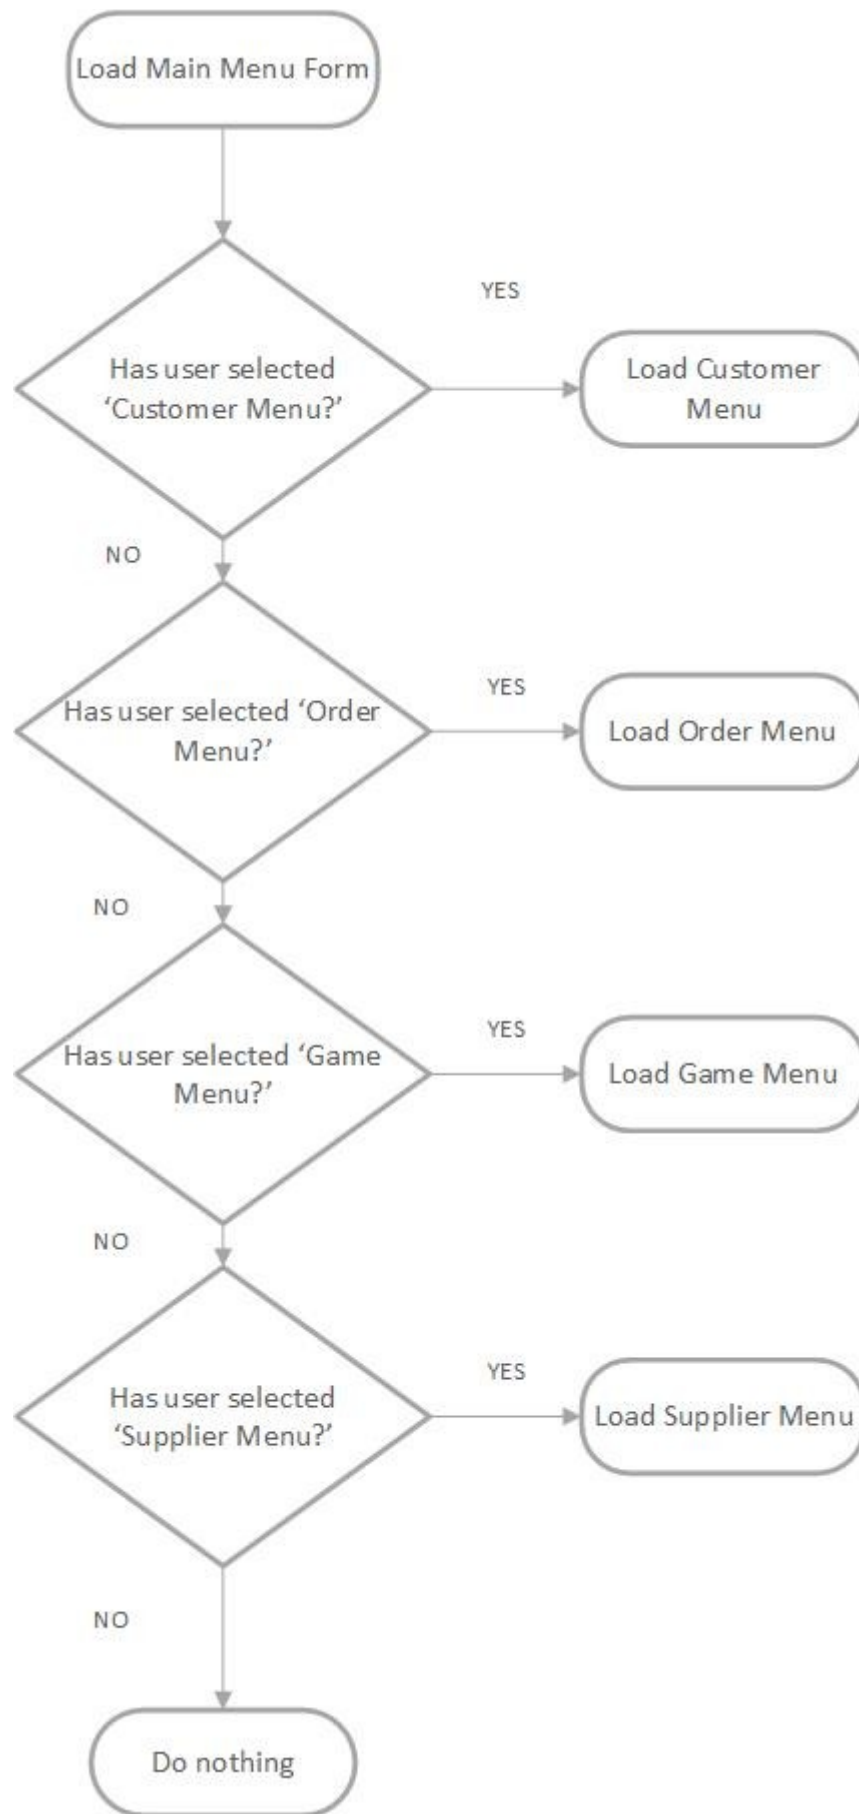 Load Main Menu Form
YES
Has user selected
‘Customer Menu?’
Load Customer
Menu
NO
YES
Has user selected ‘Order
Menu?’
Load Order Menu
NO
YES
Has user selected ‘Game
Menu?’
Load Game Menu
NO
YES
Has user selected
‘Supplier Menu?’
Load Supplier Menu
NO
Do nothing